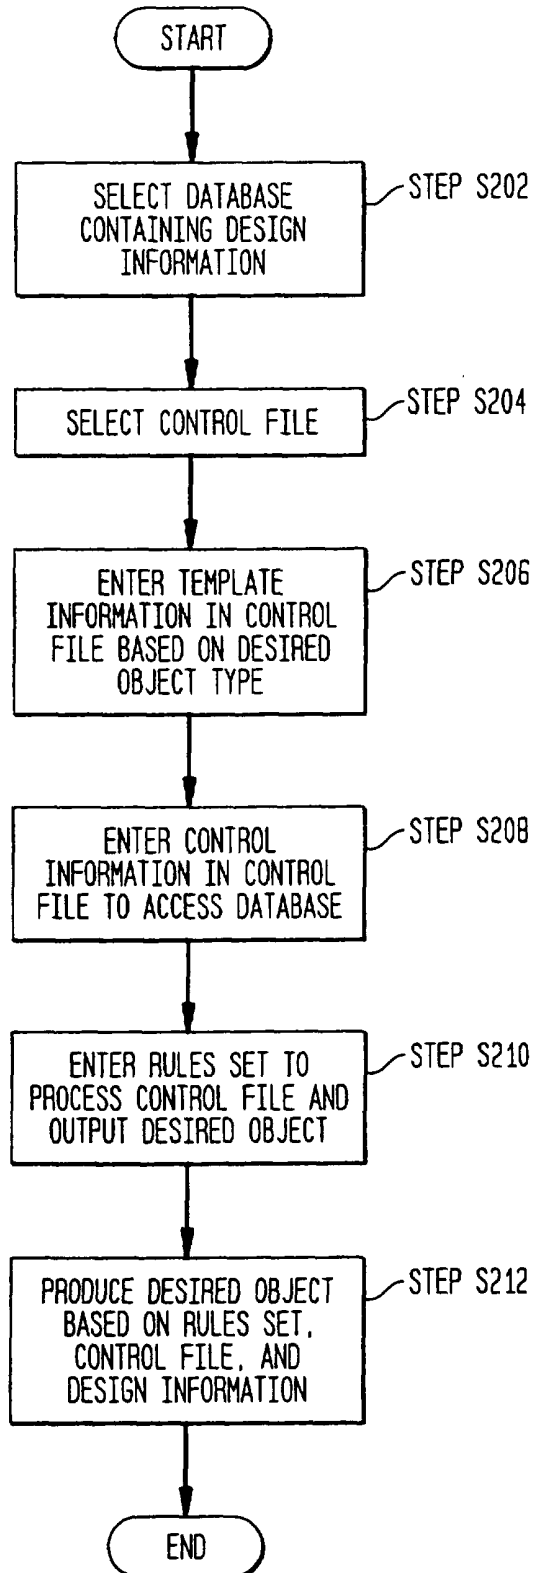 START
SELECT DATABASE
CONTAINING DESIGN
INFORMATION
STEP S202
SELECT CONTROL FILE
STEP S204
ENTER TEMPLATE
INFORMATION IN CONTROL
FILE BASED ON DESIRED
OBJECT TYPE
STEP S206
ENTER CONTROL
INFORMATION IN CONTROL
FILE TO ACCESS DATABASE
STEP S208
ENTER RULES SET TO
PROCESS CONTROL FILE AND
OUTPUT DESIRED OBJECT
STEP S210
PRODUCE DESIRED OBJECT
BASED ON RULES SET,
CONTROL FILE, AND
DESIGN INFORMATION
STEP S212
END